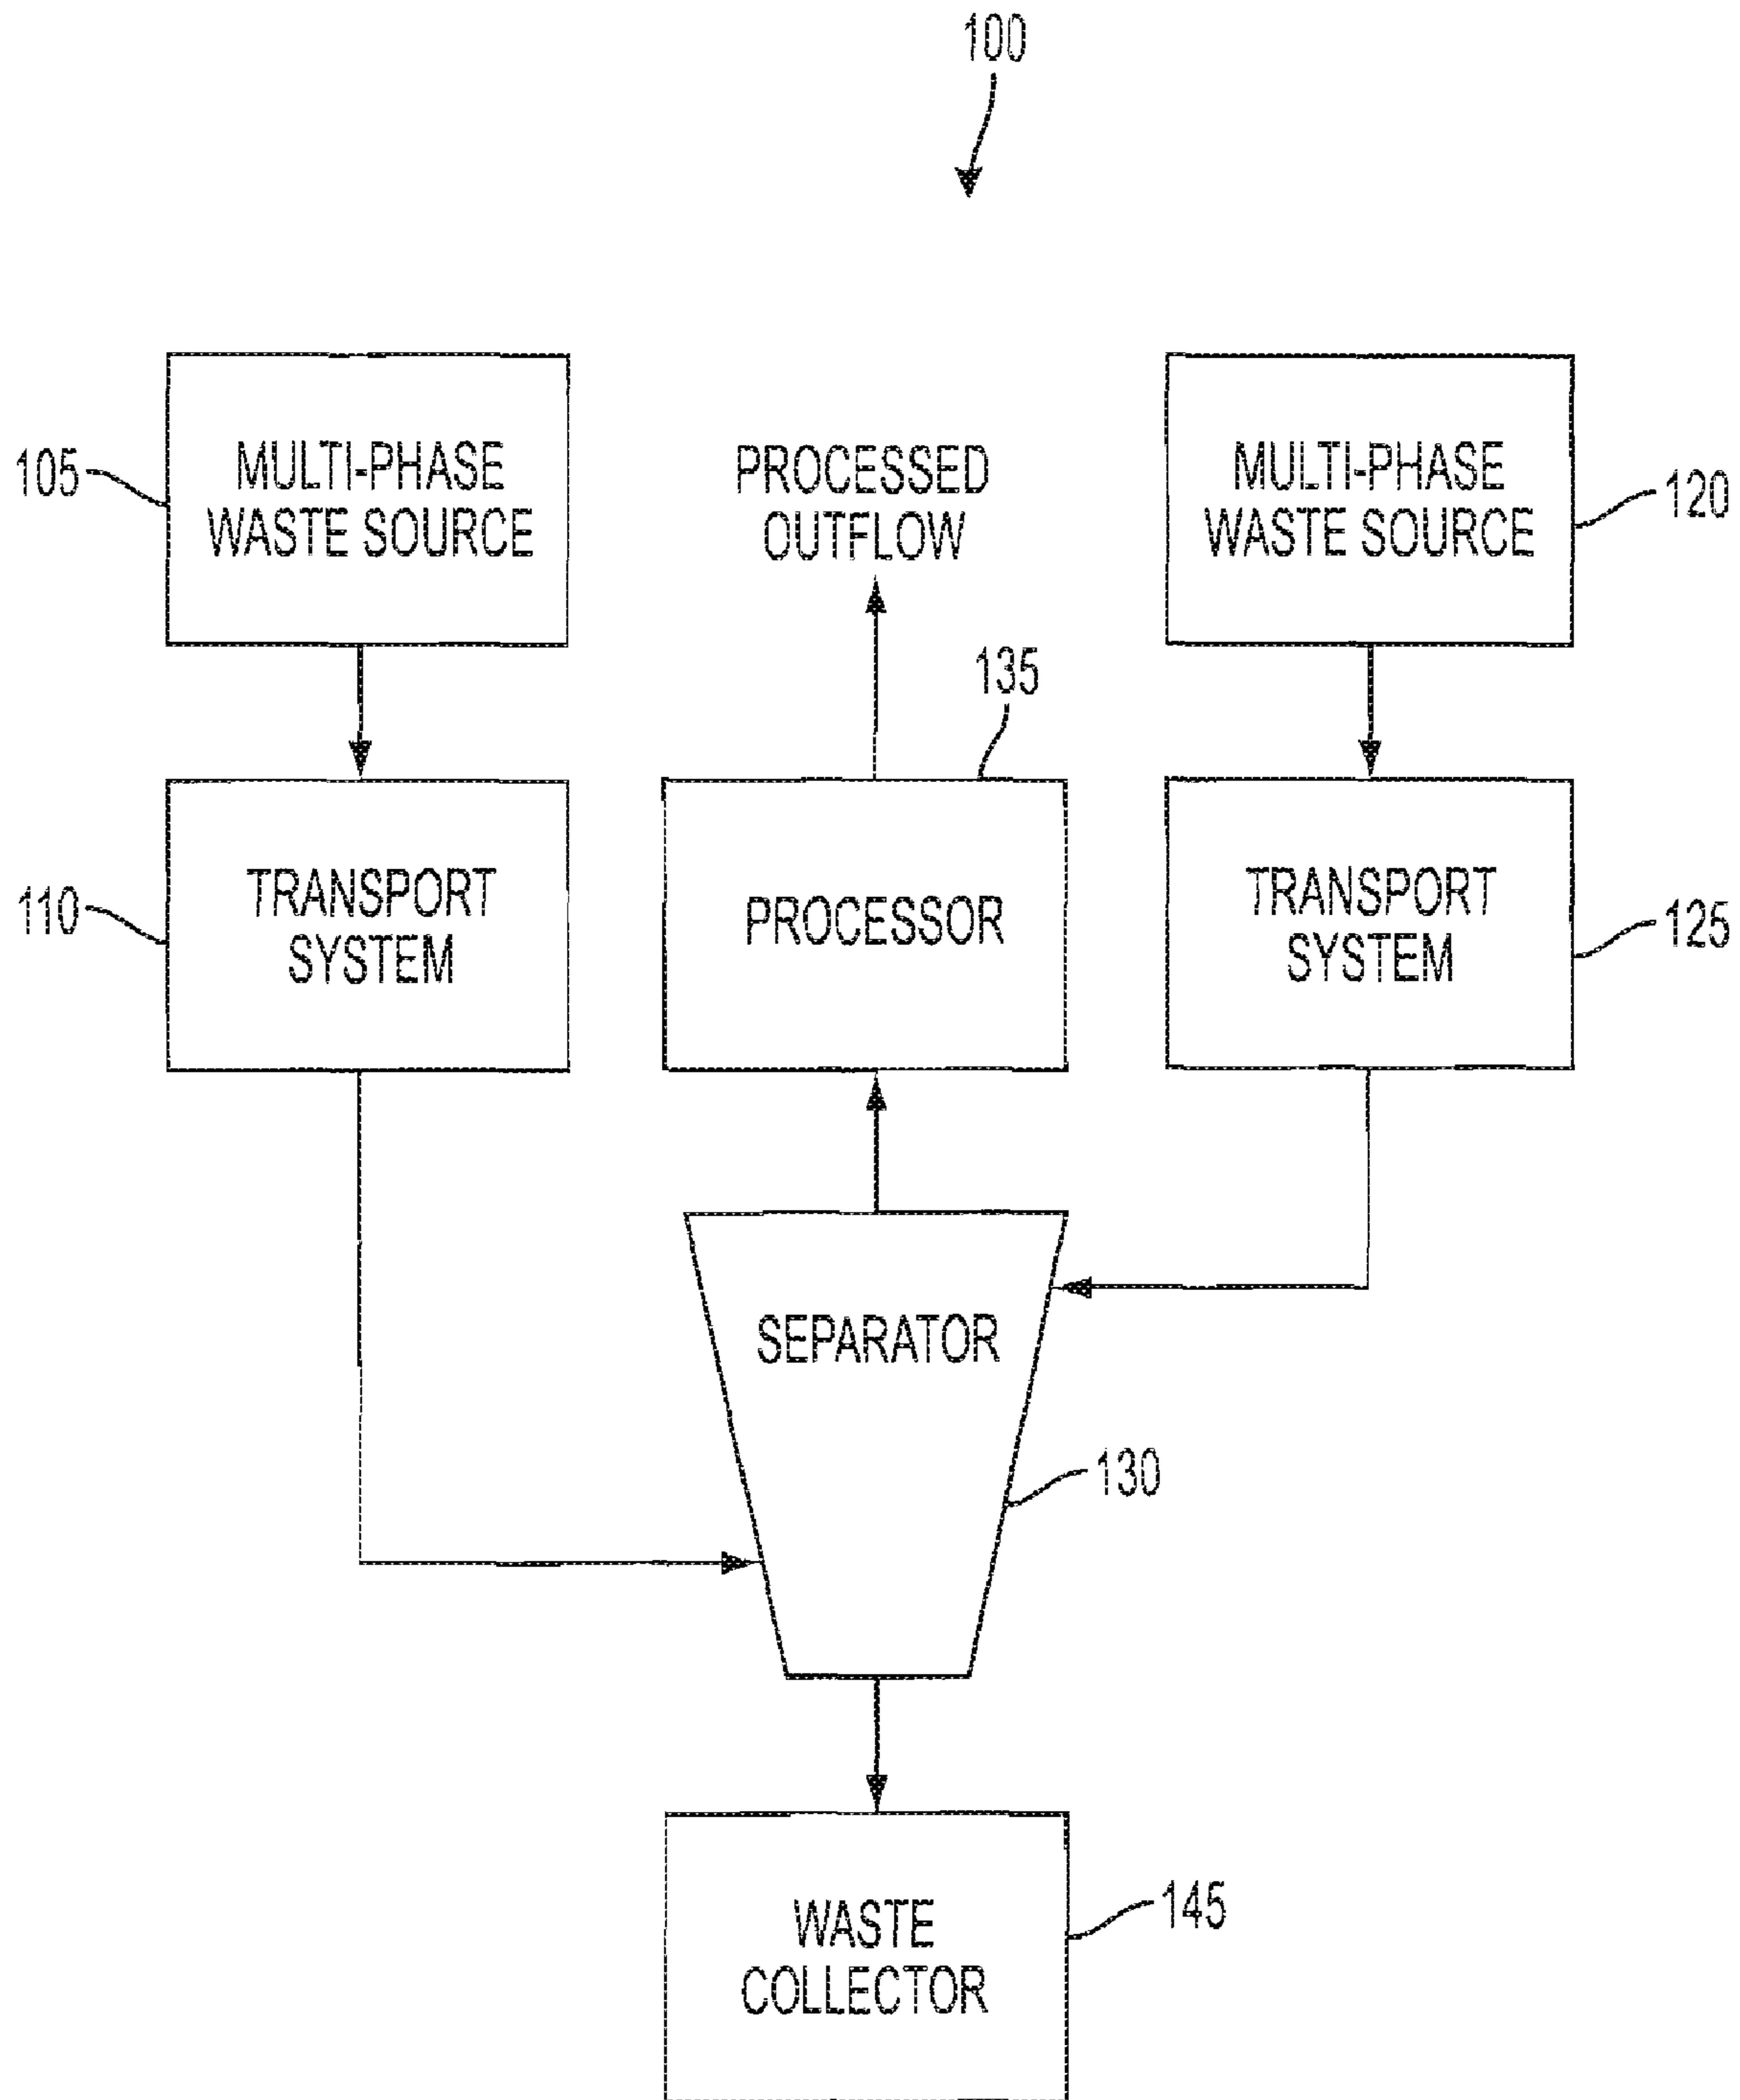 100
105
MULTI-PHASE
WASTE SOURCE
PROCESSED
OUTFLOW
MULTI-PHASE
WASTE SOURCE
120
135
110
TRANSPORT
SYSTEM
PROCESSOR
TRANSPORT
SYSTEM
125
SEPARATOR
130
WASTE
COLLECTOR
145